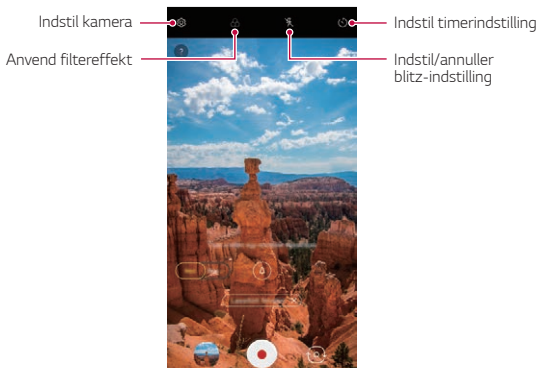 Indstil kamera
Anvend filtereffekt
Indstil timerindstilling
Indstil/annuller
blitz-indstilling
?